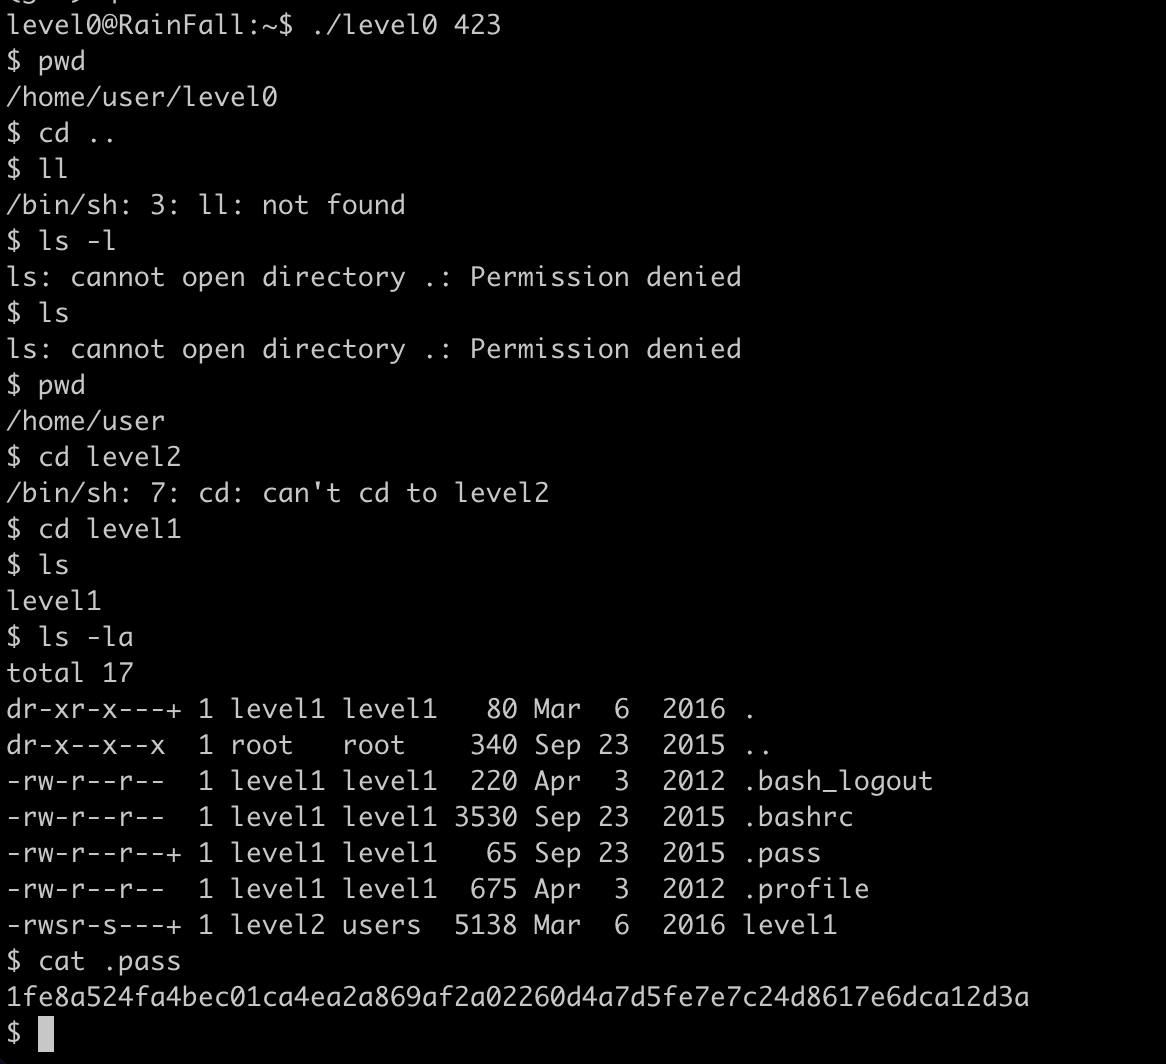 level0@RainFall:~$ ./level0 423
$ pwd
/home/user/level0
$ cd ..
$ ll
/bin/sh: 3: ll: not found
$ ls -l
ls: cannot open directory .: Permission denied
$ ls
ls: cannot open directory .: Permission denied
$ pwd
/home/user
$ cd level2
/bin/sh: 7: cd: can't cd to level2
$ cd level1
$ ls
level1
$ ls -la
total 17
dr-xr-x---+ 1 level1 level1   80 Mar  6  2016 .
dr-x--x--x  1 root   root    340 Sep 23  2015 ..
-rw-r--r--  1 level1 level1  220 Apr  3  2012 .bash_logout
-rw-r--r--  1 level1 level1 3530 Sep 23  2015 .bashrc
-rw-r--r--+ 1 level1 level1   65 Sep 23  2015 .pass
-rw-r--r--  1 level1 level1  675 Apr  3  2012 .profile
-rwsr-s---+ 1 level2 users  5138 Mar  6  2016 level1
$ cat .pass
1fe8a524fa4bec01ca4ea2a869af2a02260d4a7d5fe7e7c24d8617e6dca12d3a
$